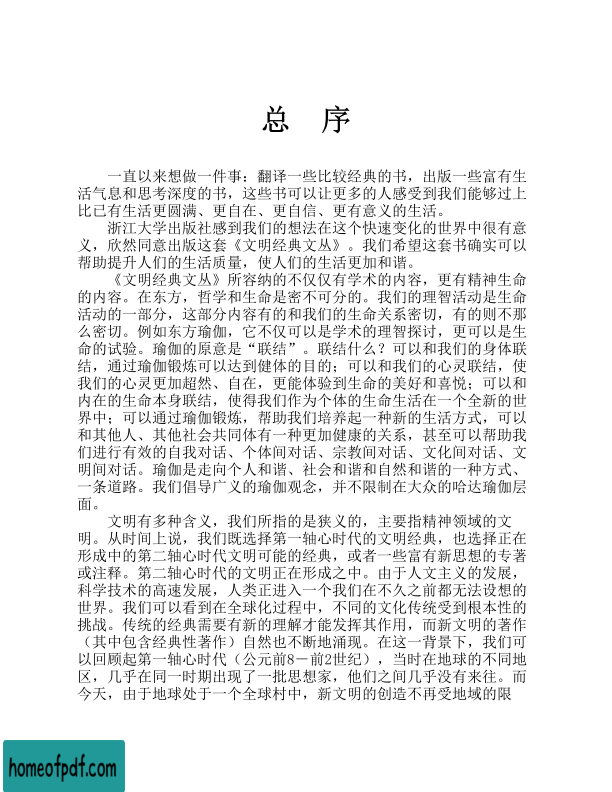 总 序
一直以来想做一件事：翻译一些比较经典的书，出版一些富有生
活气息和思考深度的书，这些书可以让更多的人感受到我们能够过上
比已有生活更圆满、更自在、更自信、更有意义的生活。
浙江大学出版社感到我们的想法在这个快速变化的世界中很有意
义，欣然同意出版这套《文明经典文丛》。我们希望这套书确实可以
帮助提升人们的生活质量，使人们的生活更加和谐。
《文明经典文丛》所容纳的不仅仅有学术的内容，更有精神生命
的内容。在东方，哲学和生命是密不可分的。我们的理智活动是生命
活动的一部分，这部分内容有的和我们的生命关系密切，有的则不那
么密切。例如东方瑜伽，它不仅可以是学术的理智探讨，更可以是生
命的试验。瑜伽的原意是“联结”。联结什么？可以和我们的身体联
结，通过瑜伽锻炼可以达到健体的目的；可以和我们的心灵联结，使
我们的心灵更加超然、自在，更能体验到生命的美好和喜悦；可以和
内在的生命本身联结，使得我们作为个体的生命生活在一个全新的世
界中；可以通过瑜伽锻炼，帮助我们培养起一种新的生活方式，可以
和其他人、其他社会共同体有一种更加健康的关系，甚至可以帮助我
们进行有效的自我对话、个体间对话、宗教间对话、文化间对话、文
明间对话。瑜伽是走向个人和谐、社会和谐和自然和谐的一种方式、
一条道路。我们倡导广义的瑜伽观念，并不限制在大众的哈达瑜伽层
面。
文明有多种含义，我们所指的是狭义的，主要指精神领域的文
明。从时间上说，我们既选择第一轴心时代的文明经典，也选择正在
形成中的第二轴心时代文明可能的经典，或者一些富有新思想的专著
或注释。第二轴心时代的文明正在形成之中。由于人文主义的发展，
科学技术的高速发展，人类正进入一个我们在不久之前都无法设想的
世界。我们可以看到在全球化过程中，不同的文化传统受到根本性的
挑战。传统的经典需要有新的理解才能发挥其作用，而新文明的著作
（其中包含经典性著作）自然也不断地涌现。在这一背景下，我们可
以回顾起第一轴心时代（公元前8－前2世纪），当时在地球的不同地
区，几乎在同一时期出现了一批思想家，他们之间几乎没有来往。而
今天，由于地球处于一个全球村中，新文明的创造不再受地域的限
homeofpdf.com